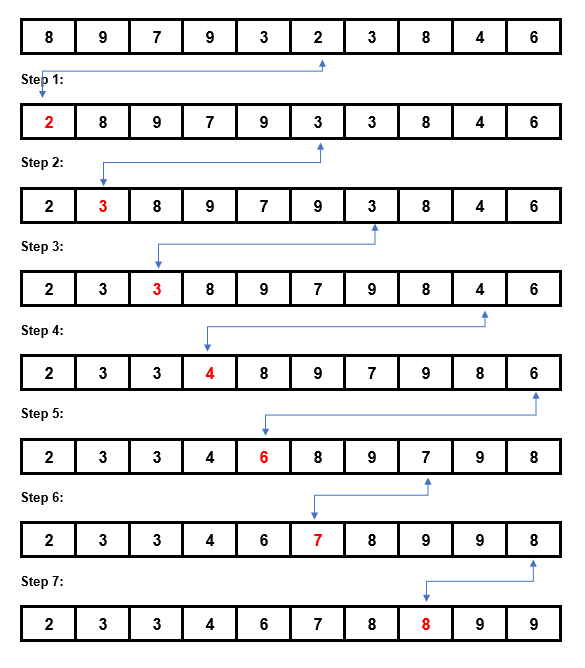 8 9 7 9 3 2 3 8 4 6
Step 1:
2 8 9 7 9 3 3 8 4 6
Step 2:
2 3 8 9 7 9 3 8 4 6
Step 3:
2 3 3 8 9 7 9 8 4 6
Step 4:
2 3 3 4 8 9 7 9 8 6
Step 5:
2 3 3 4 6 8 9 7 9 8
Step 6:
2 3 3 4 6 7 8 9 9 8
Step 7:
2 3 3 4 6 7 8 8 9 9